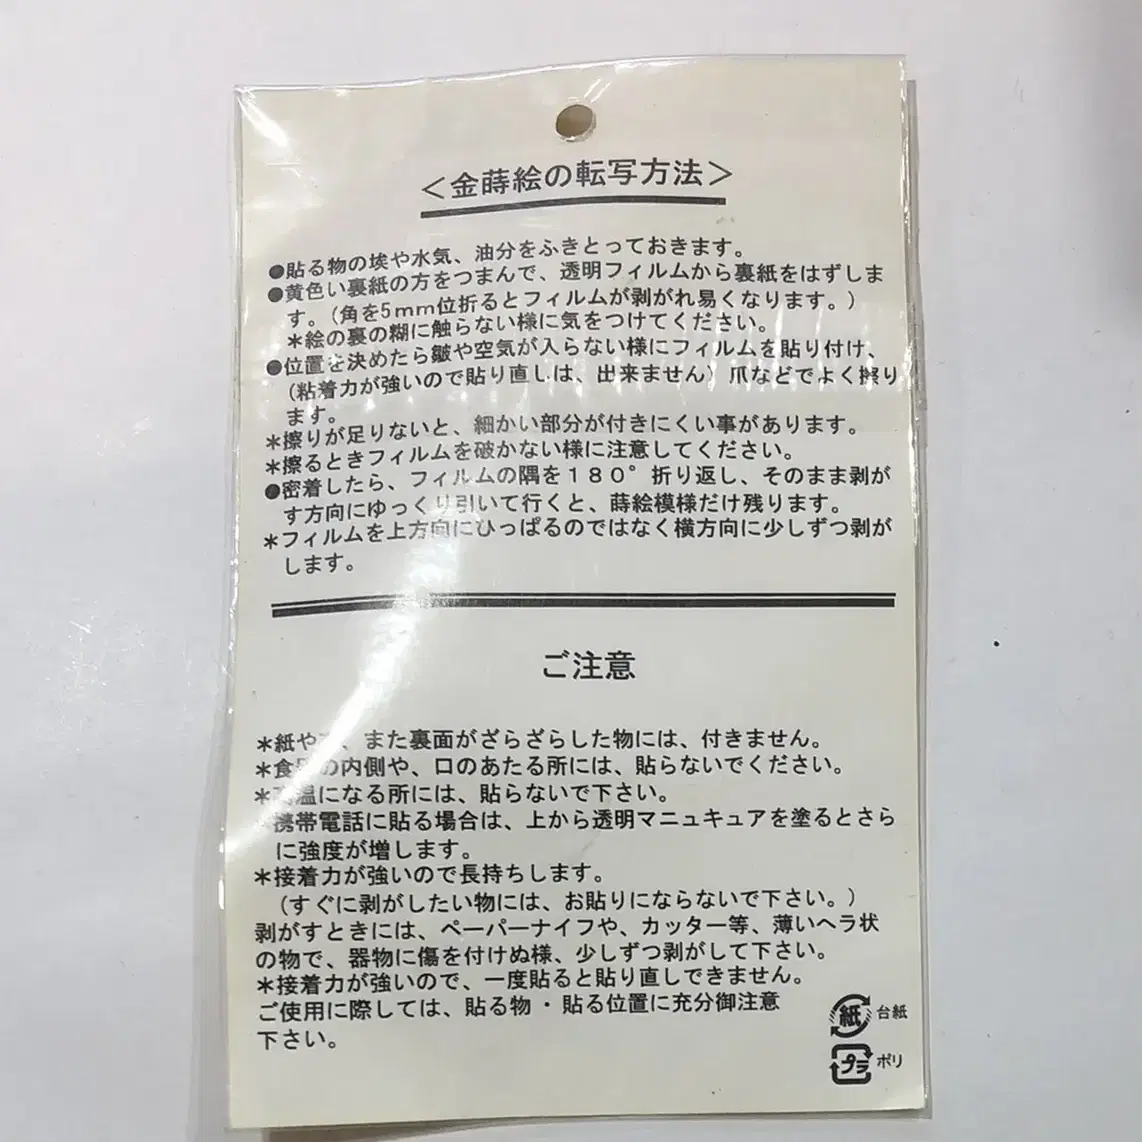 ＜金蒔絵の転写方法＞
●貼る物の埃や水気、油分をふきとっておきます。
●黄色い裏紙の方をつまんで、透明フィルムから裏紙をはずしま
す。（角を5mm位折るとフィルムが剥がれ易くなります。）
＊絵の裏の糊に触らない様に気をつけてください。
●位置を決めたら皺や空気が入らない様にフィルムを貼り付け、
（粘着力が強いので貼り直しは、出来ません）爪などでよく擦り
ます。
＊擦りが足りないと、細かい部分が付きにくい事があります。
＊擦るときフィルムを破かない様に注意してください。
●密着したら、フィルムの隅を１８０°折り返し、そのまま剥が
す方向にゆっくり引いて行くと、蒔絵模様だけ残ります。
＊フィルムを上方向にひっぱるのではなく横方向に少しずつ剥が
します。
ご注意
＊紙や、また裏面がざらざらした物には、付きません。
＊食の内側や、口のあたる所には、貼らないでください。
＊温になる所には、貼らないで下さい。
携帯電話に貼る場合は、上から透明マニュキュアを塗るとさら
に強度が増します。
＊接着力が強いので長持ちします。
（すぐに剥がしたい物には、お貼りにならないで下さい。）
剥がすときには、ペーパーナイフや、カッター等、薄いヘラ状
の物で、器物に傷を付けぬ様、少しずつ剥がして下さい。
＊接着力が強いので、一度貼ると貼り直しできません。
ご使用に際しては、貼る物・貼る位置に充分御注意
下さい。
紙 台紙
プラ ポリ